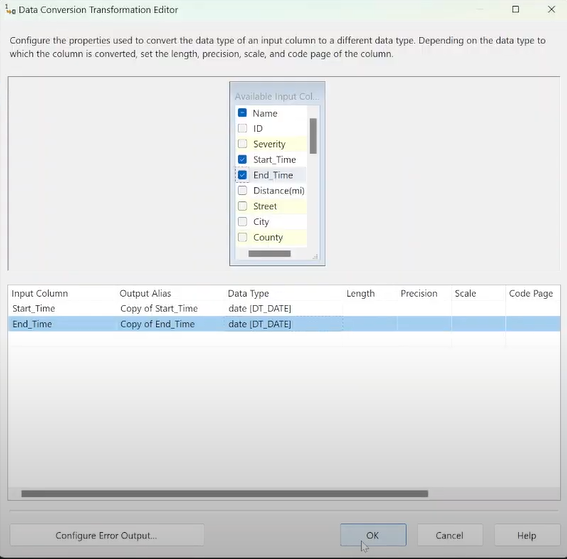 Data Conversion Transformation Editor
Configure the properties used to convert the data type of an input column to a different data type. Depending on the data type to
which the column is converted, set the length, precision, scale, and code page of the column.
Available Input Col...
Name
ID
Severity
Start_Time
End_Time
Distance(mi)
Street
City
County
Input Column Output Alias Data Type Length Precision Scale Code Page
Start_Time Copy of Start_Time date [DT_DATE]
End_Time Copy of End_Time date [DT_DATE]
Configure Error Output... OK Cancel Help